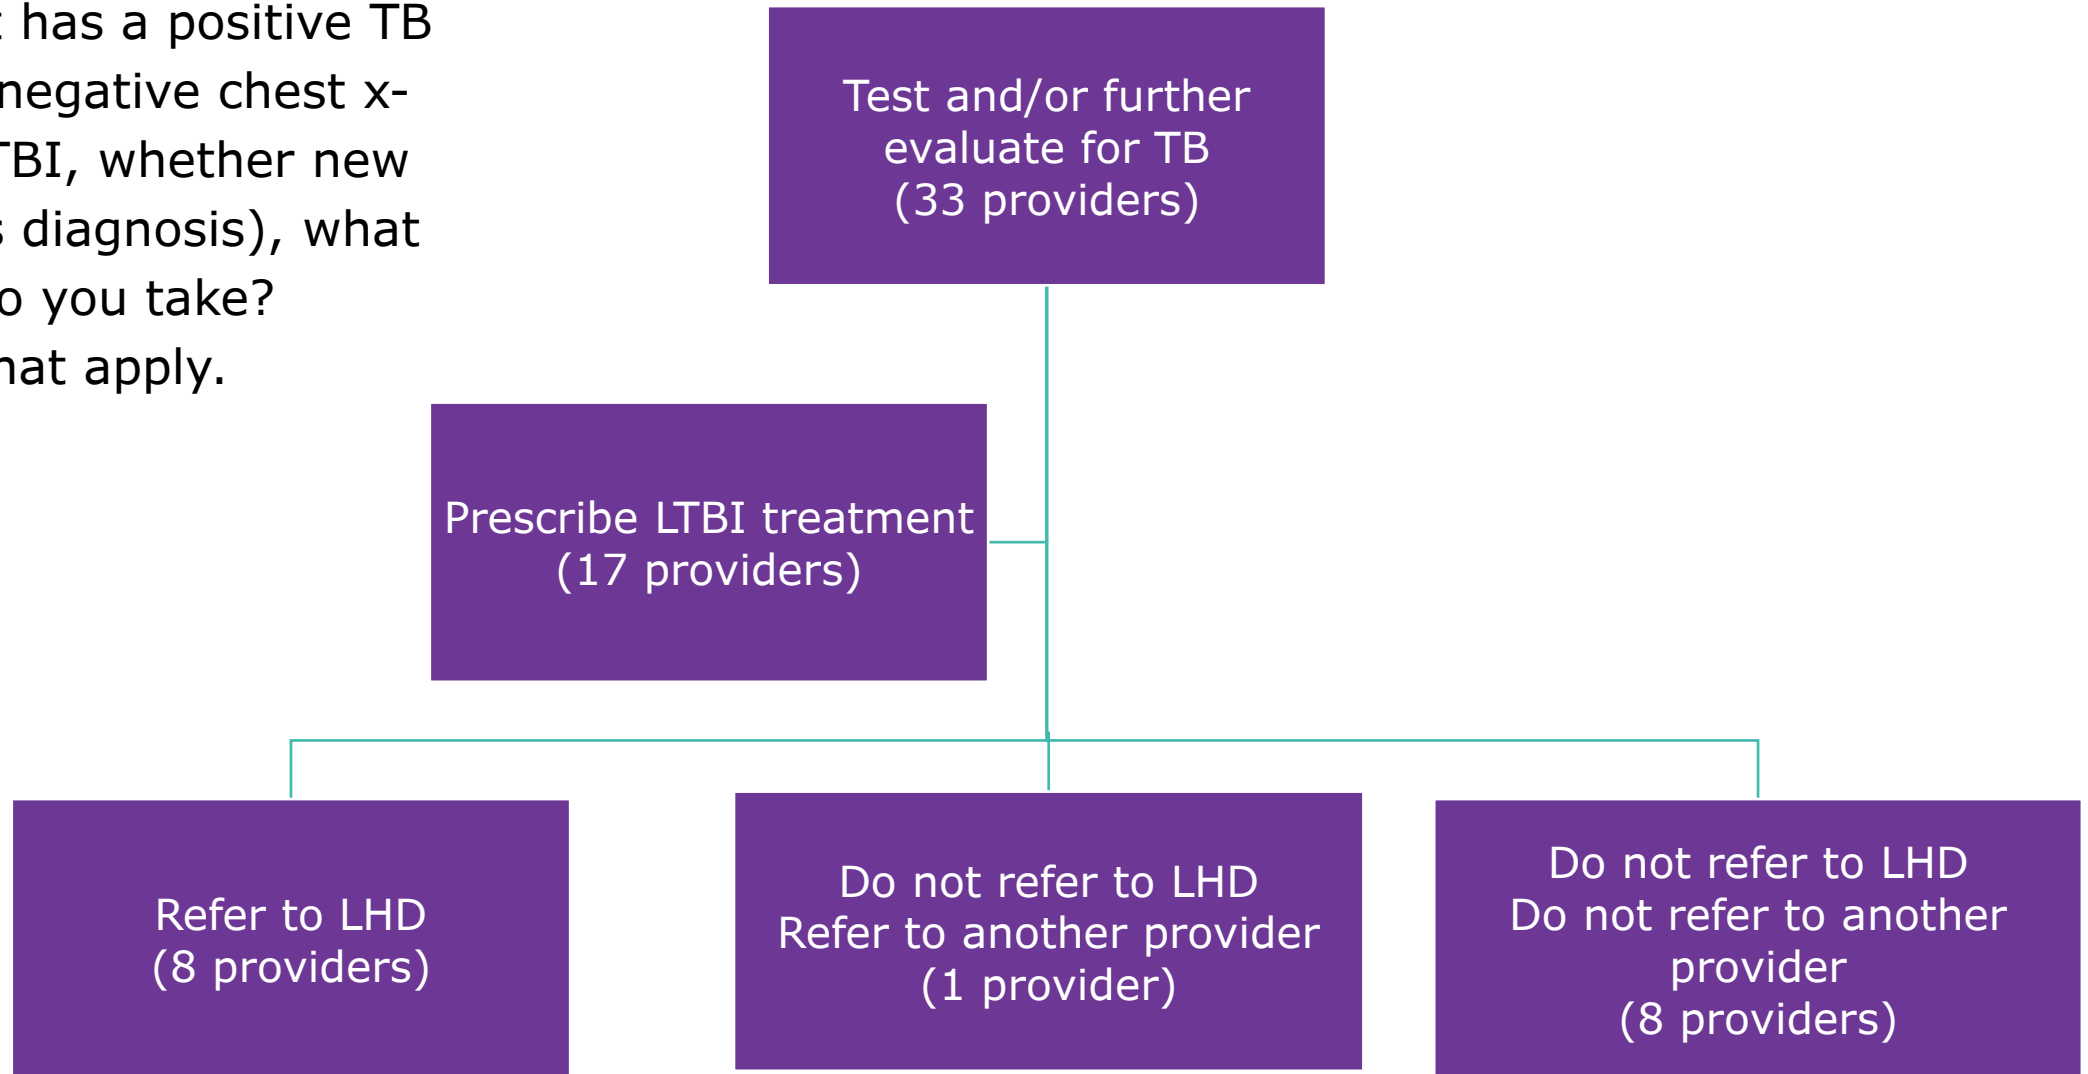 has a positive TB
negative chest x-
TBI, whether new
diagnosis), what
you take?
that apply.
Test and/or further
evaluate for TB
(33 providers)
Prescribe LTBI treatment
(17 providers)
Refer to LHD
(8 providers)
Do not refer to LHD
Refer to another provider
(1 provider)
Do not refer to LHD
Do not refer to another
provider
(8 providers)